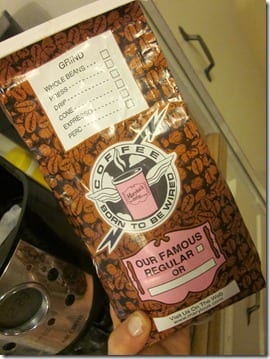 GRIND
WHOLE BEANS
PRESS
DRIP
CONE
EXPRESSO
PERC
COFFEE
BORN TO BE WIRED
OUR FAMOUS
REGULAR
OR
Visit Us On The Web